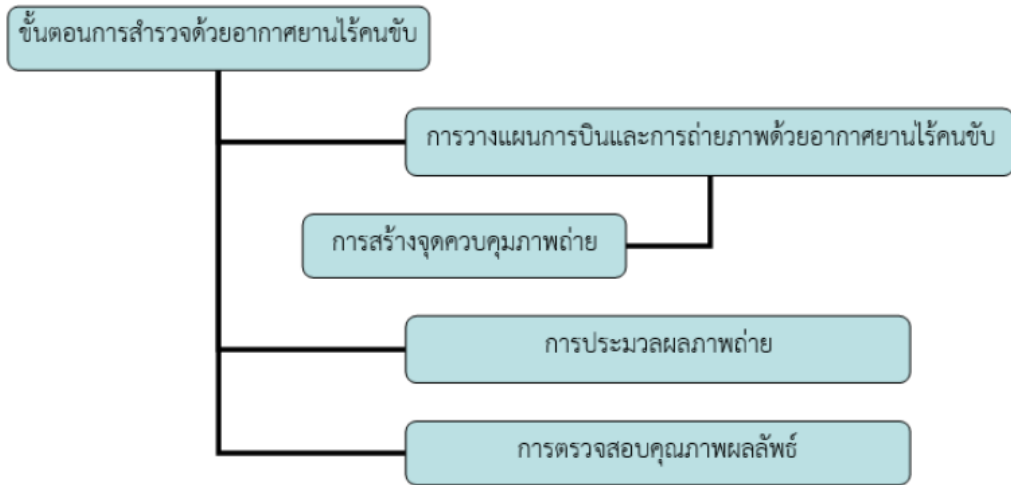 ขั้นตอนการสำรวจด้วยอากาศยานไร้คนขับ
การวางแผนการบินและการถ่ายภาพด้วยอากาศยานไร้คนขับ
การสร้างจุดควบคุมภาพถ่าย
การประมวลผลภาพถ่าย
การตรวจสอบคุณภาพผลลัพธ์